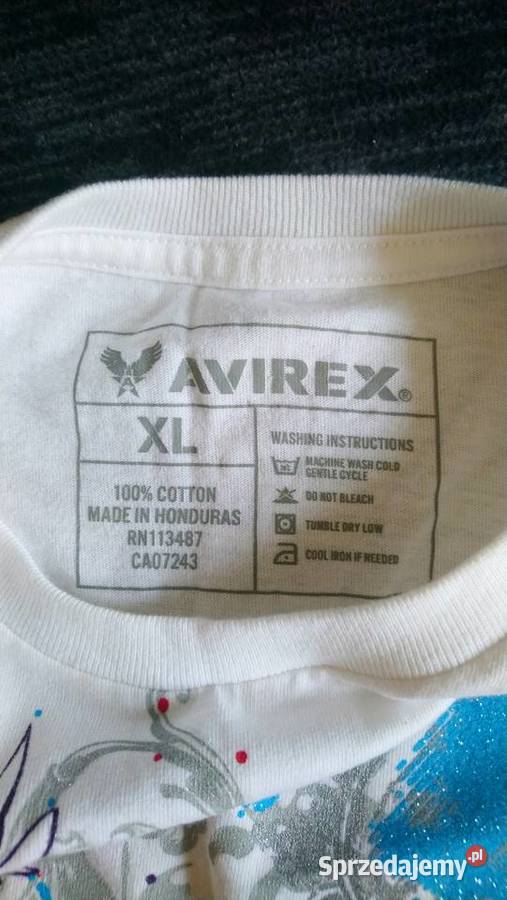 AVIREX®
XL
100% COTTON
MADE IN HONDURAS
RN113487
CA07243
WASHING INSTRUCTIONS
MACHINE WASH COLD
GENTLE CYCLE
DO NOT BLEACH
TUMBLE DRY LOW
COOL IRON IF NEEDED
Sprzedajemy.pl